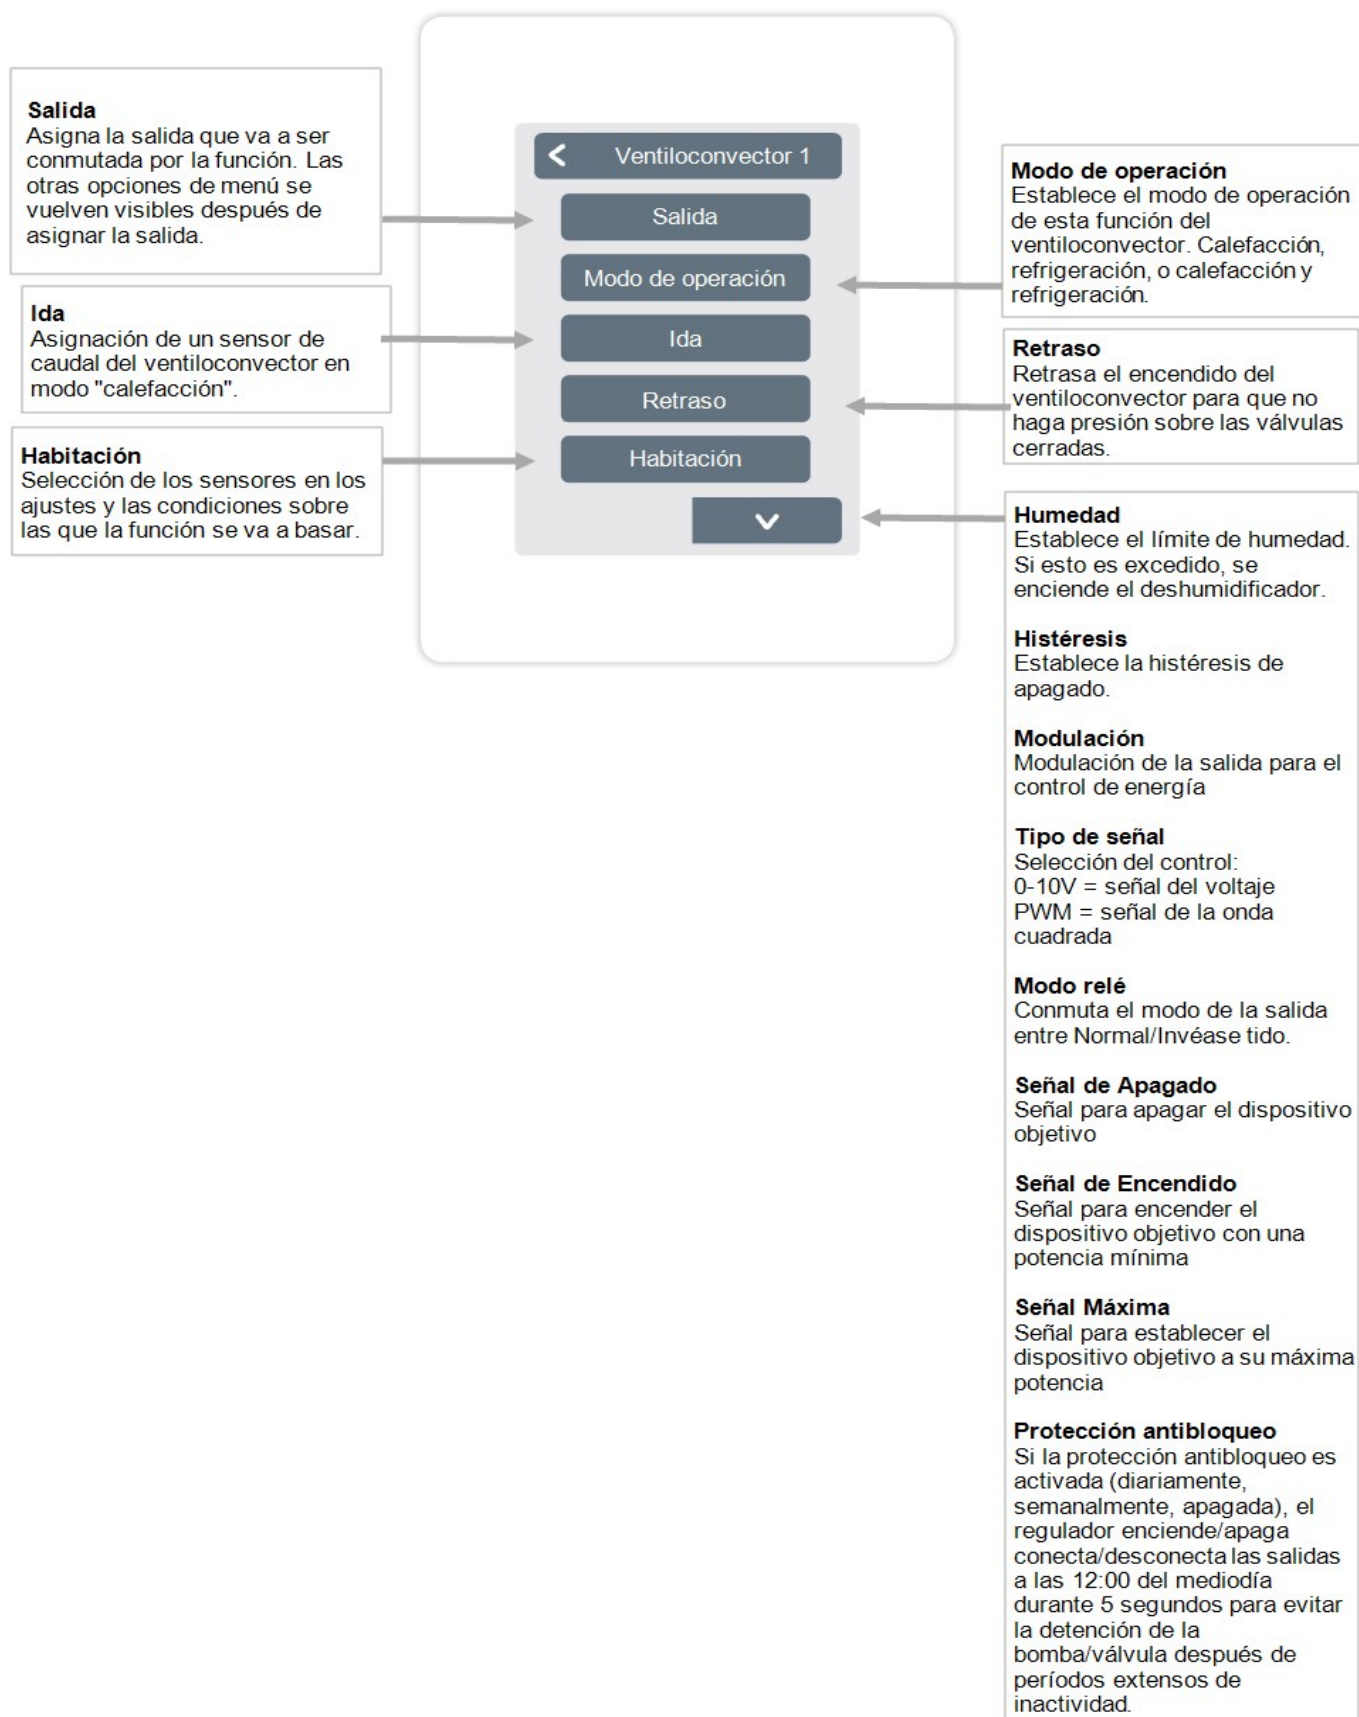 Salida
Asigna la salida que va a ser
conmutada por la función. Las
otras opciones de menú se
vuelven visibles después de
asignar la salida.
Ida
Asignación de un sensor de
caudal del ventiloconvector en
modo "calefacción".
Habitación
Selección de los sensores en los
ajustes y las condiciones sobre
las que la función se va a basar.
Ventiloconvector 1
Salida
Modo de operación
Ida
Retraso
Habitación
Modo de operación
Establece el modo de operación
de esta función del
ventiloconvector. Calefacción,
refrigeración, o calefacción y
refrigeración.
Retraso
Retrasa el encendido del
ventiloconvector para que no
haga presión sobre las válvulas
cerradas.
Humedad
Establece el límite de humedad.
Si esto es excedido, se
enciende el deshumidificador.
Histéresis
Establece la histéresis de
apagado.
Modulación
Modulación de la salida para el
control de energía
Tipo de señal
Selección del control:
0-10V = señal del voltaje
PWM = señal de la onda
cuadrada
Modo relé
Conmuta el modo de la salida
entre Normal/Invéase tido.
Señal de Apagado
Señal para apagar el dispositivo
objetivo
Señal de Encendido
Señal para encender el
dispositivo objetivo con una
potencia mínima
Señal Máxima
Señal para establecer el
dispositivo objetivo a su máxima
potencia
Protección antibloqueo
Si la protección antibloqueo es
activada (diariamente,
semanalmente, apagada), el
regulador enciende/apaga
conecta/desconecta las salidas
a las 12:00 del mediodía
durante 5 segundos para evitar
la detención de la
bomba/válvula después de
períodos extensos de
inactividad.